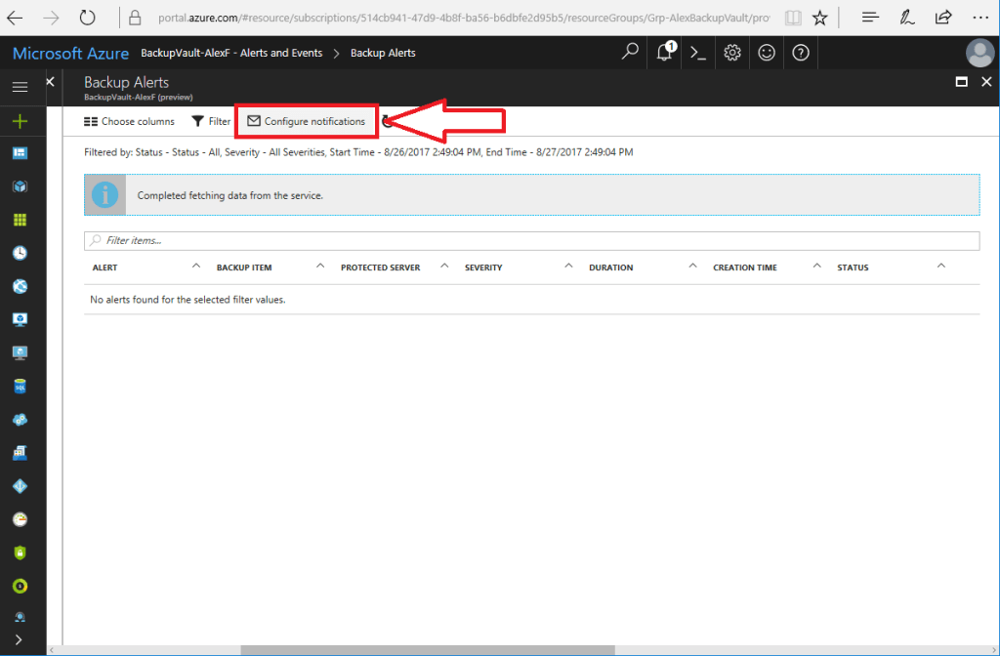 portal.azure.com/#resource/subscriptions/514cb941-47d9-4b8f-ba56-b6dbfe2d95b5/resourceGroups/Grp-AlexBackupVault/pro
Microsoft Azure BackupVault-AlexF - Alerts and Events > Backup Alerts 1
Backup Alerts
BackupVault-AlexF (preview)
Choose columns Filter Configure notifications
Filtered by: Status - Status - All, Severity - All Severities, Start Time - 8/26/2017 2:49:04 PM, End Time - 8/27/2017 2:49:04 PM
Completed fetching data from the service.
Filter items...
ALERT BACKUP ITEM PROTECTED SERVER SEVERITY DURATION CREATION TIME STATUS
No alerts found for the selected filter values.
SQL